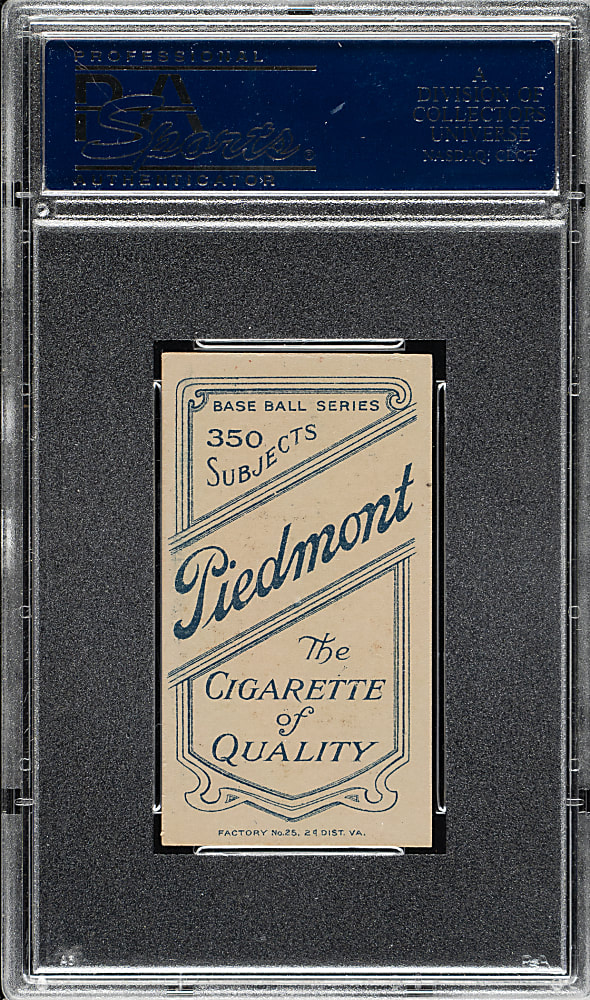 PROFESSIONAL
PSA
Sports
AUTHENTICATOR
A
DIVISION OF
COLLECTORS
UNIVERSE
NASDAQ: CLCT
BASE BALL SERIES
350
SUBJECTS
Piedmont
The
CIGARETTE
of
QUALITY
FACTORY No.25, 2d DIST. VA.